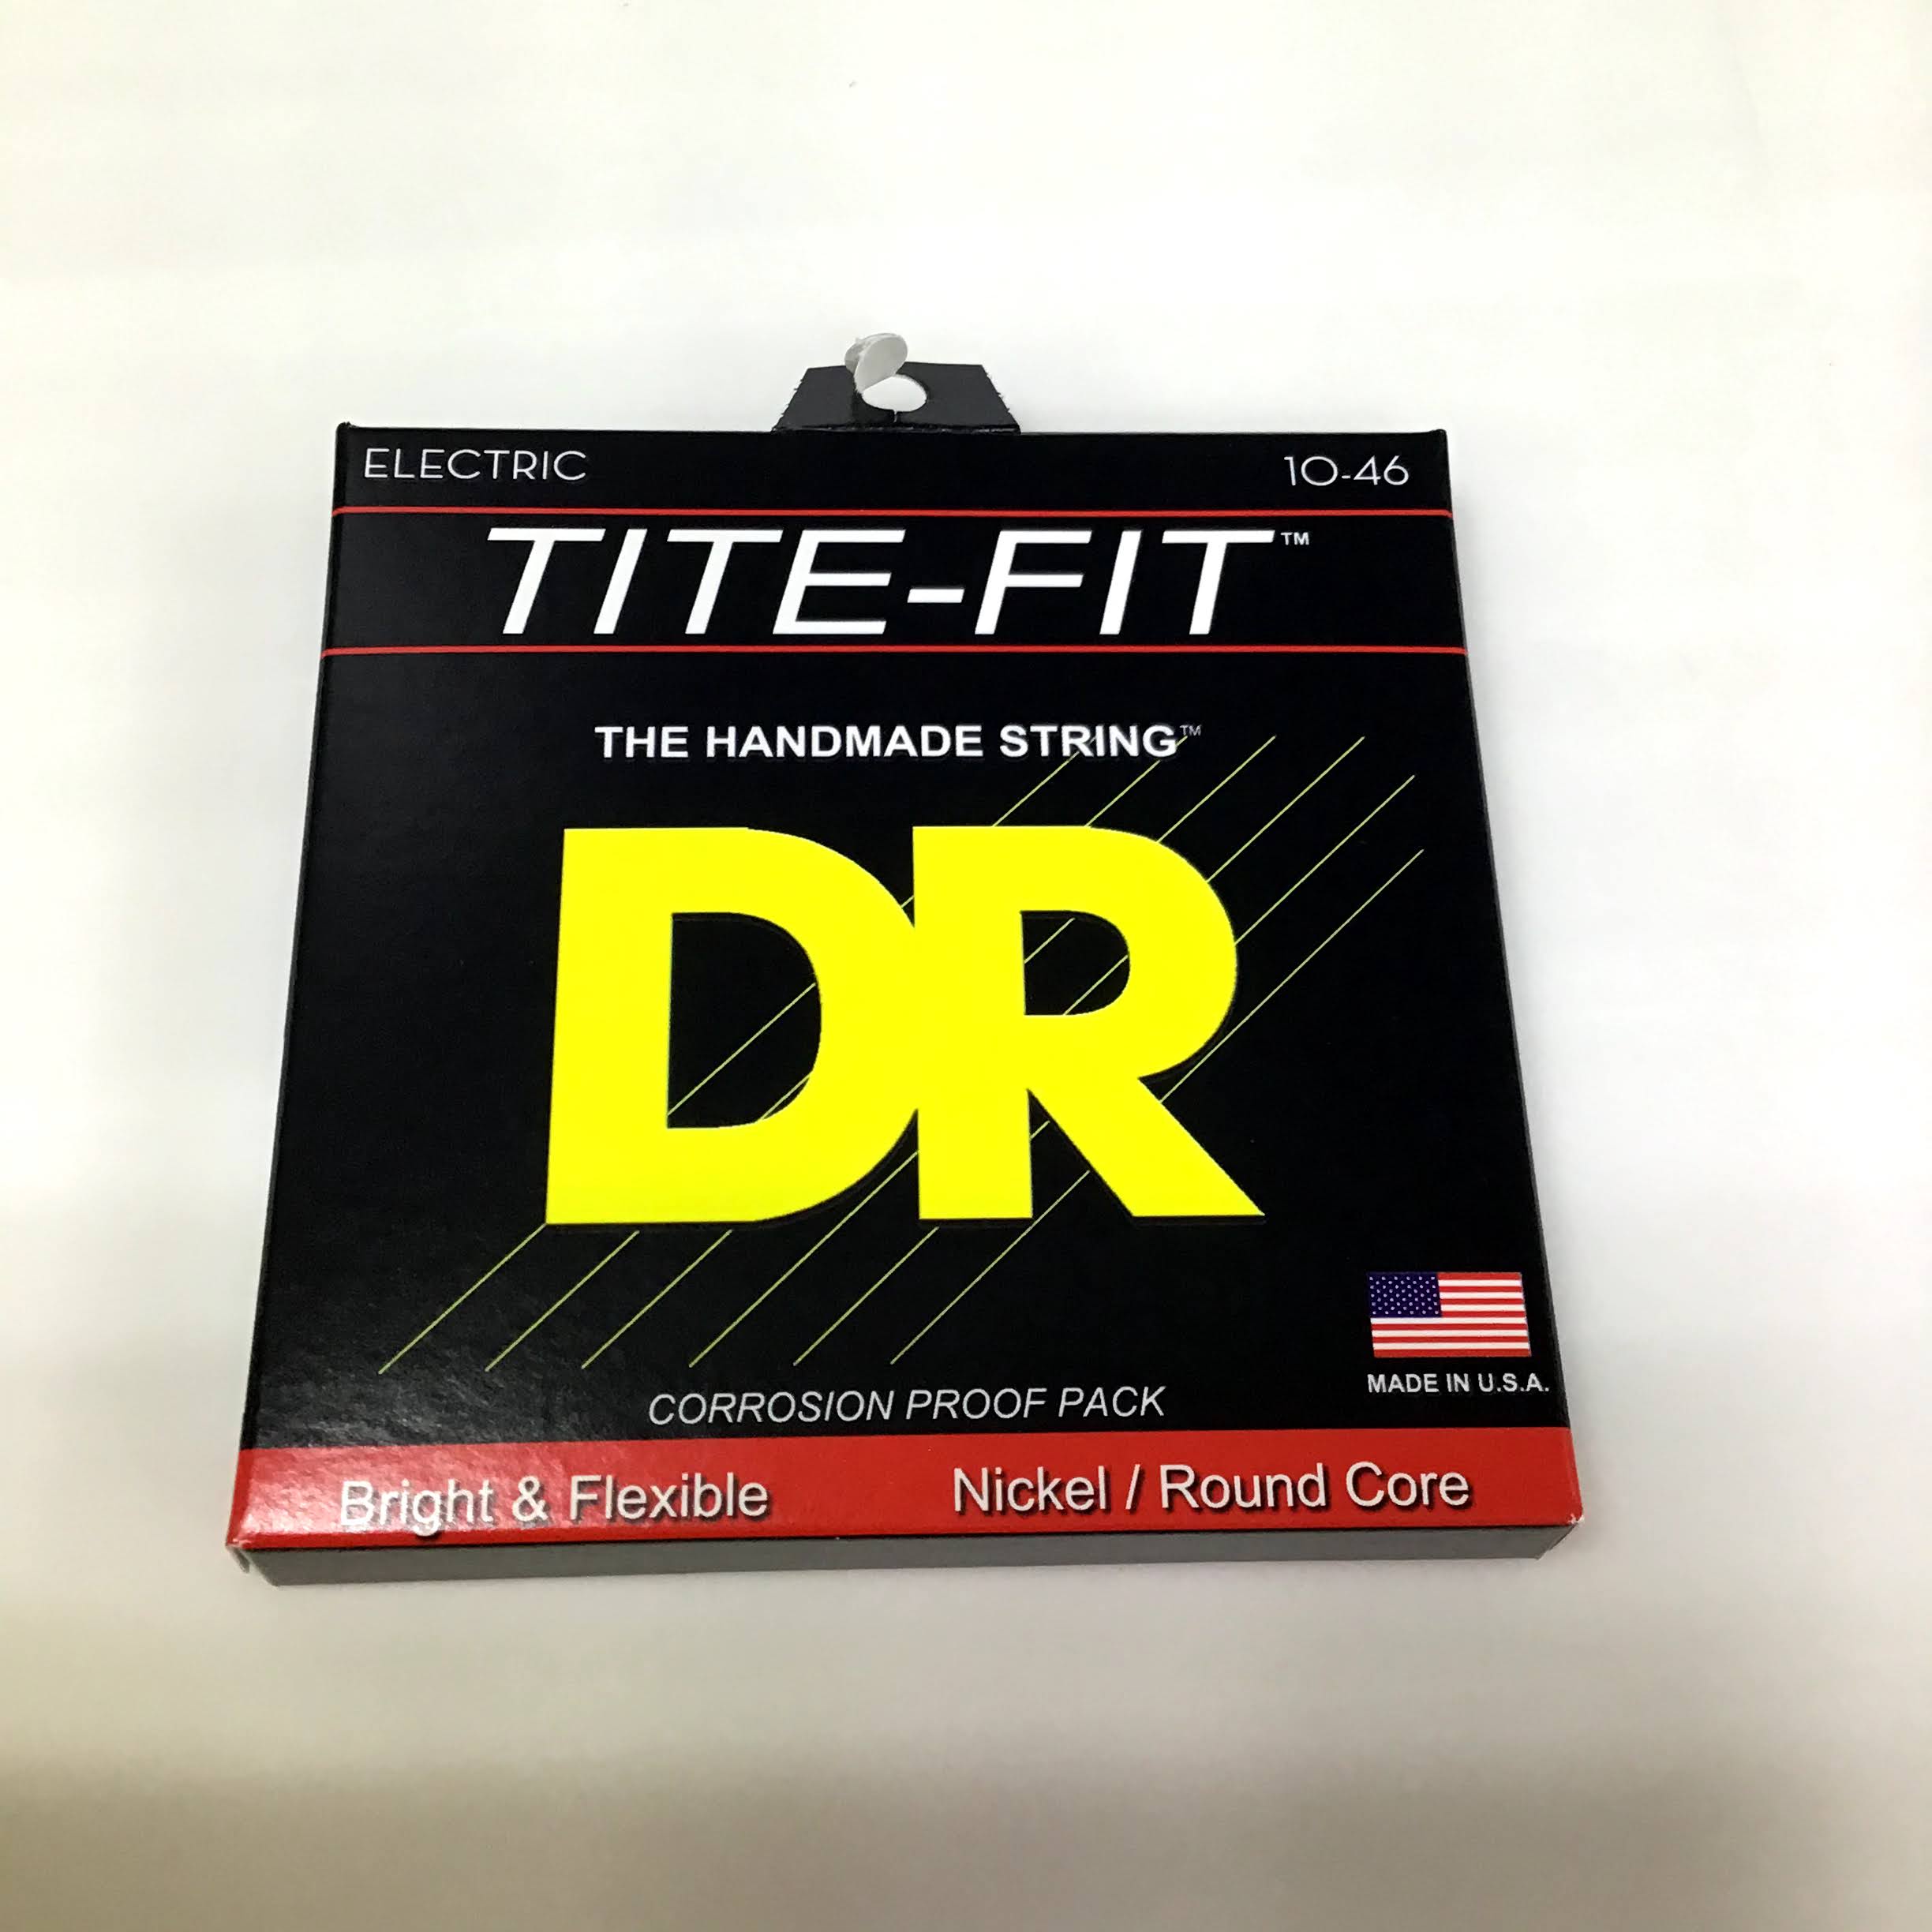 ELECTRIC 10-46
TITE-FIT™
THE HANDMADE STRING™
DR
MADE IN U.S.A.
CORROSION PROOF PACK
Bright & Flexible Nickel / Round Core